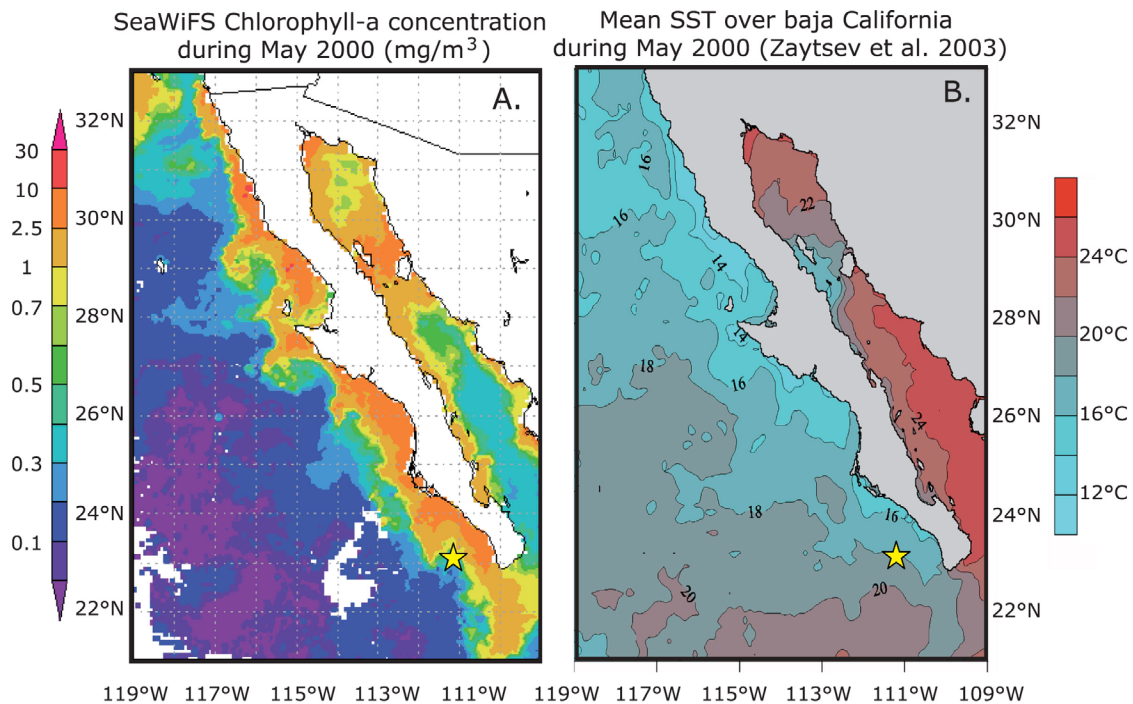 SeaWiFS Chlorophyll-a concentration
during May 2000 (mg/m³)
Mean SST over baja California
during May 2000 (Zaytsev et al. 2003)
A.
30
10
2.5
1
0.7
0.5
0.3
0.1
32°N
30°N
28°N
26°N
24°N
22°N
119°W
117°W
115°W
113°W
111°W
B.
16
16
22
14
14
18
16
24
18
16
20
20
32°N
30°N
28°N
26°N
24°N
22°N
24°C
20°C
16°C
12°C
119°W
117°W
115°W
113°W
111°W
109°W